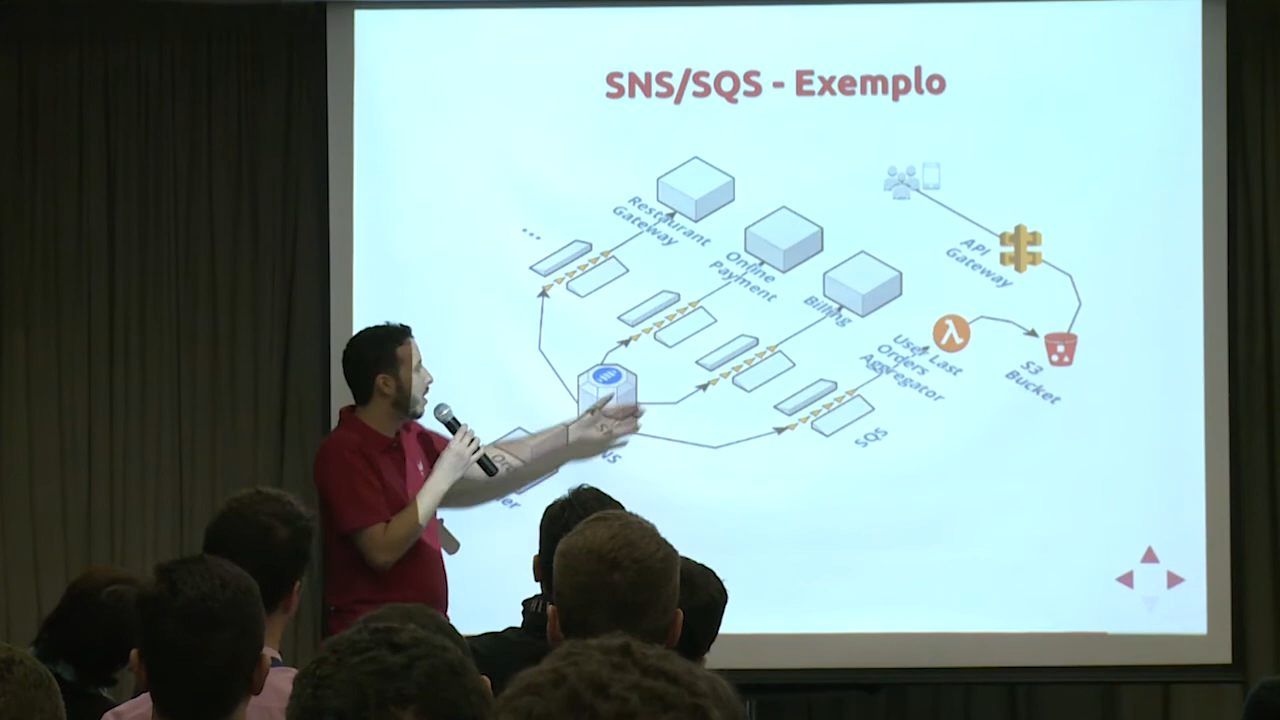 SNS/SQS - Exemplo
Restaurant
Gateway
...
Online
Payment
Billing
API
Gateway
User Last
Orders
Aggregator
S3
Bucket
SQS